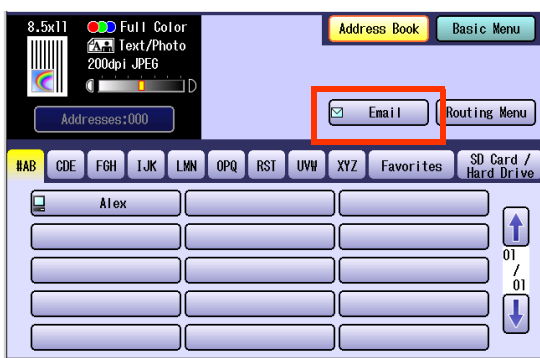 8.5x11 Full Color
A Text/Photo
200dpi JPEG
D
Addresses:000
Address Book Basic Menu
Email Routing Menu
#AB CDE FGH IJK LMN OPQ RST UVW XYZ Favorites SD Card /
Hard Drive
Alex
01
/
01